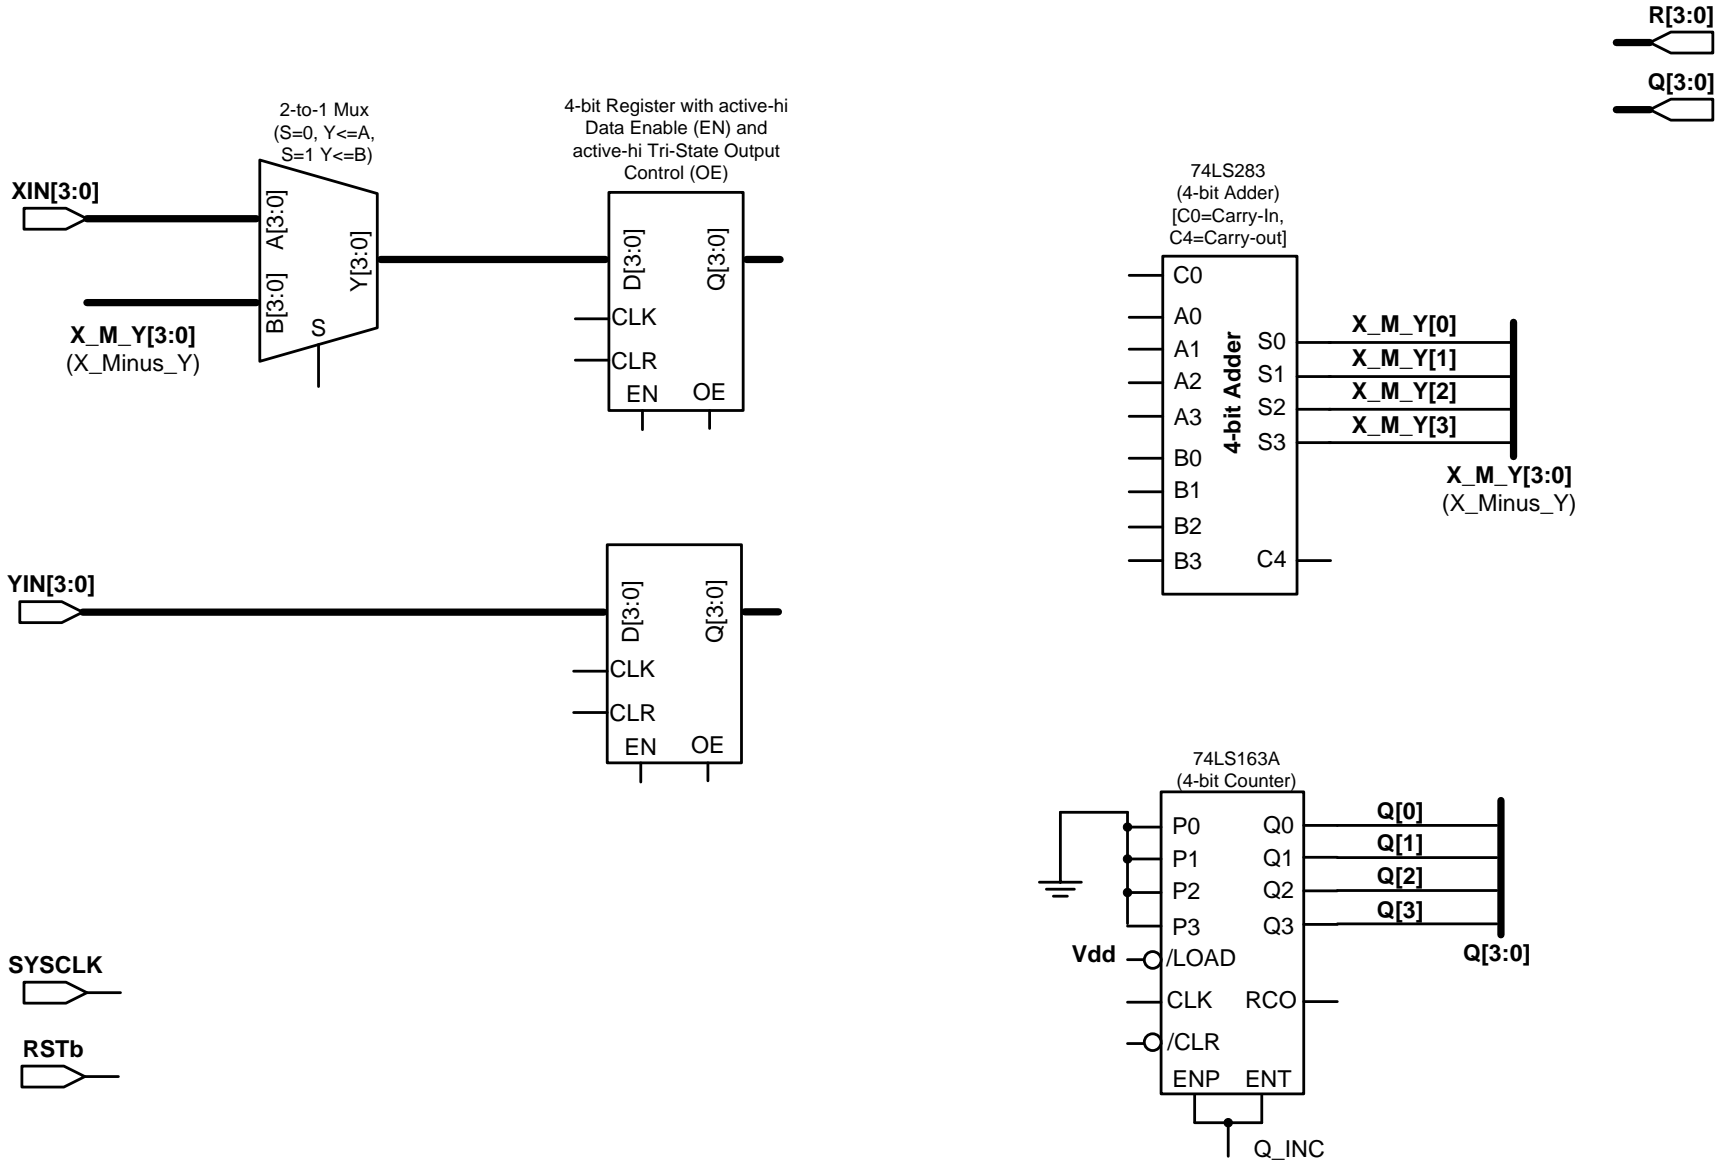 R[3:0]
Q[3:0]
2-to-1 Mux
(S=0, Y<=A,
S=1 Y<=B)
XIN[3:0]
A[3:0]
B[3:0]
Y[3:0]
S
X_M_Y[3:0]
(X_Minus_Y)
4-bit Register with active-hi
Data Enable (EN) and
active-hi Tri-State Output
Control (OE)
D[3:0]
Q[3:0]
CLK
CLR
EN OE
74LS283
(4-bit Adder)
[C0=Carry-In,
C4=Carry-out]
C0
A0
A1
A2
A3
B0
B1
B2
B3
4-bit Adder
S0
S1
S2
S3
C4
X_M_Y[0]
X_M_Y[1]
X_M_Y[2]
X_M_Y[3]
X_M_Y[3:0]
(X_Minus_Y)
YIN[3:0]
D[3:0]
Q[3:0]
CLK
CLR
EN OE
74LS163A
(4-bit Counter)
P0
P1
P2
P3
Vdd
/LOAD
CLK
/CLR
ENP ENT
Q0
Q1
Q2
Q3
RCO
Q[0]
Q[1]
Q[2]
Q[3]
Q[3:0]
Q_INC
SYSCLK
RSTb